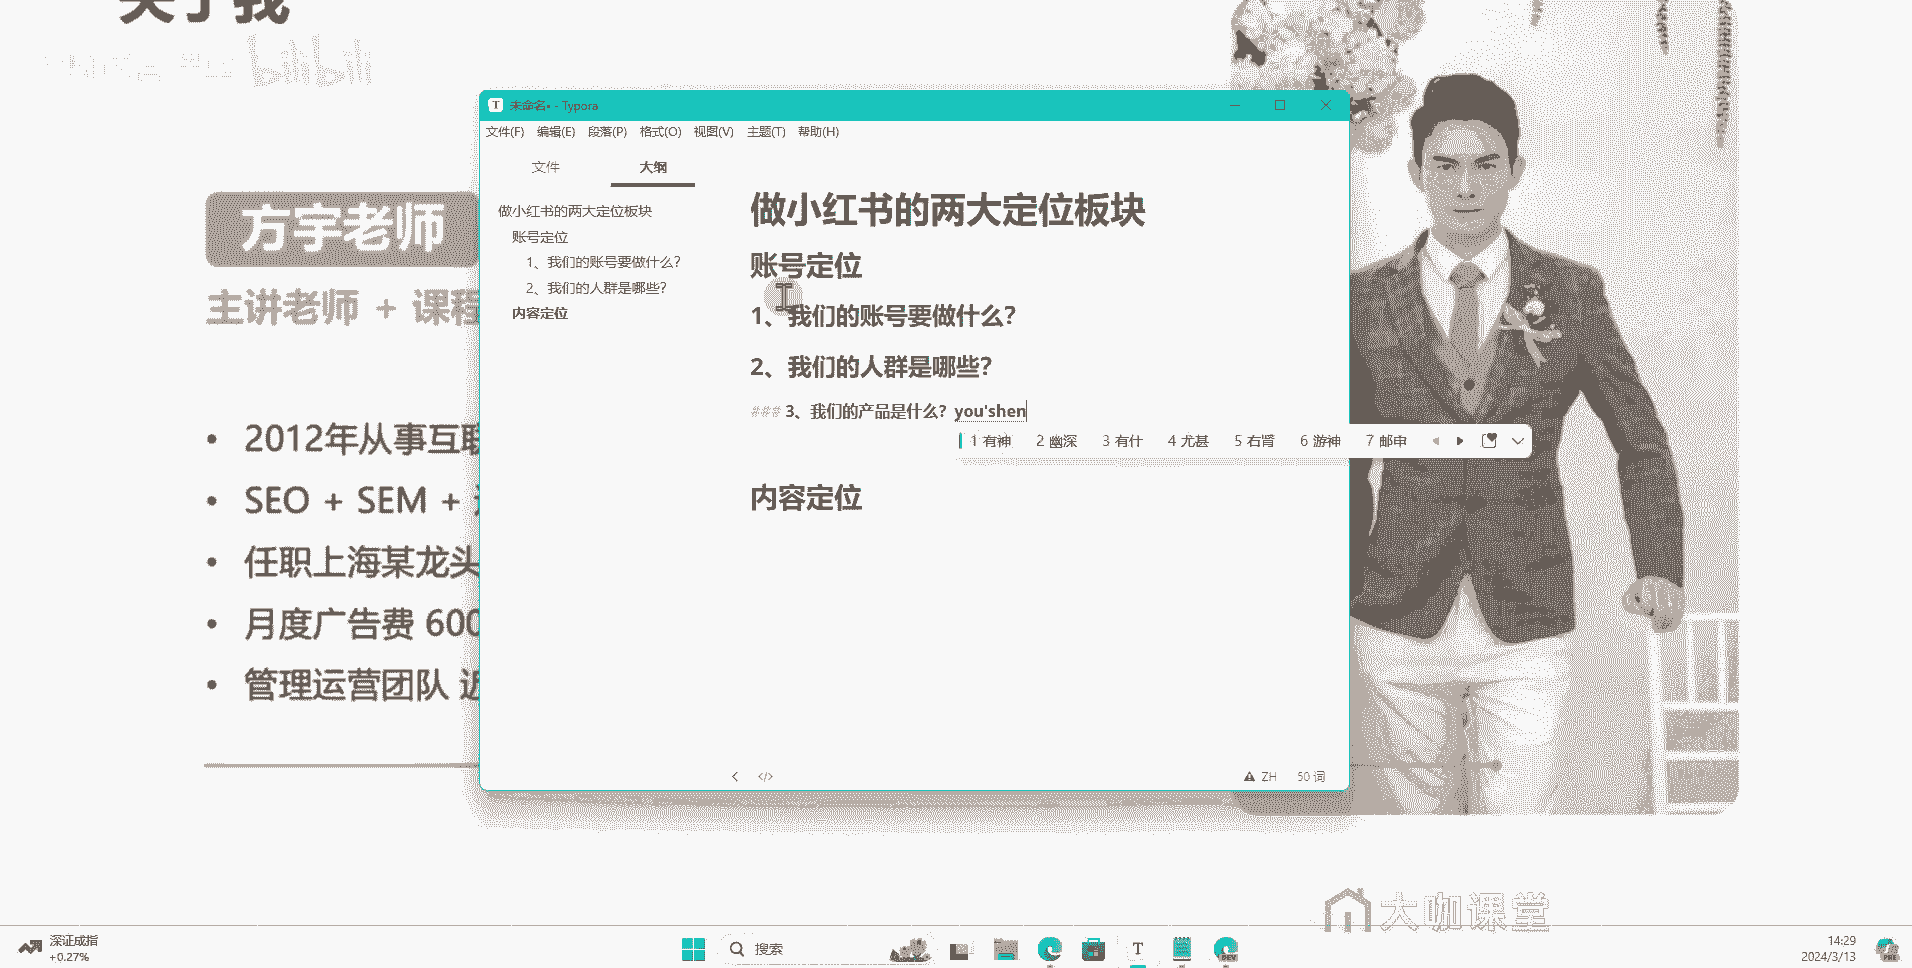 关于我
bilibili
方宇老师
主讲老师 + 课程
• 2012年从事互联
• SEO + SEM +
• 任职上海某龙头
• 月度广告费 600
• 管理运营团队 近
未命名• - Typora
文件(F) 编辑(E) 段落(P) 格式(O) 视图(V) 主题(T) 帮助(H)
文件 大纲
做小红书的两大定位板块
账号定位
1、我们的账号要做什么?
2、我们的人群是哪些?
内容定位
做小红书的两大定位板块
账号定位
1、我们的账号要做什么?
2、我们的人群是哪些?
### 3、我们的产品是什么? you'shen
1 有神 2 幽深 3 有什 4 尤甚 5 右肾 6 游神 7 邮申
内容定位
</> ZH 50 词
大咖课堂
深证成指
+0.27%
搜索
T
DEV
14:29
2024/3/13
PRE